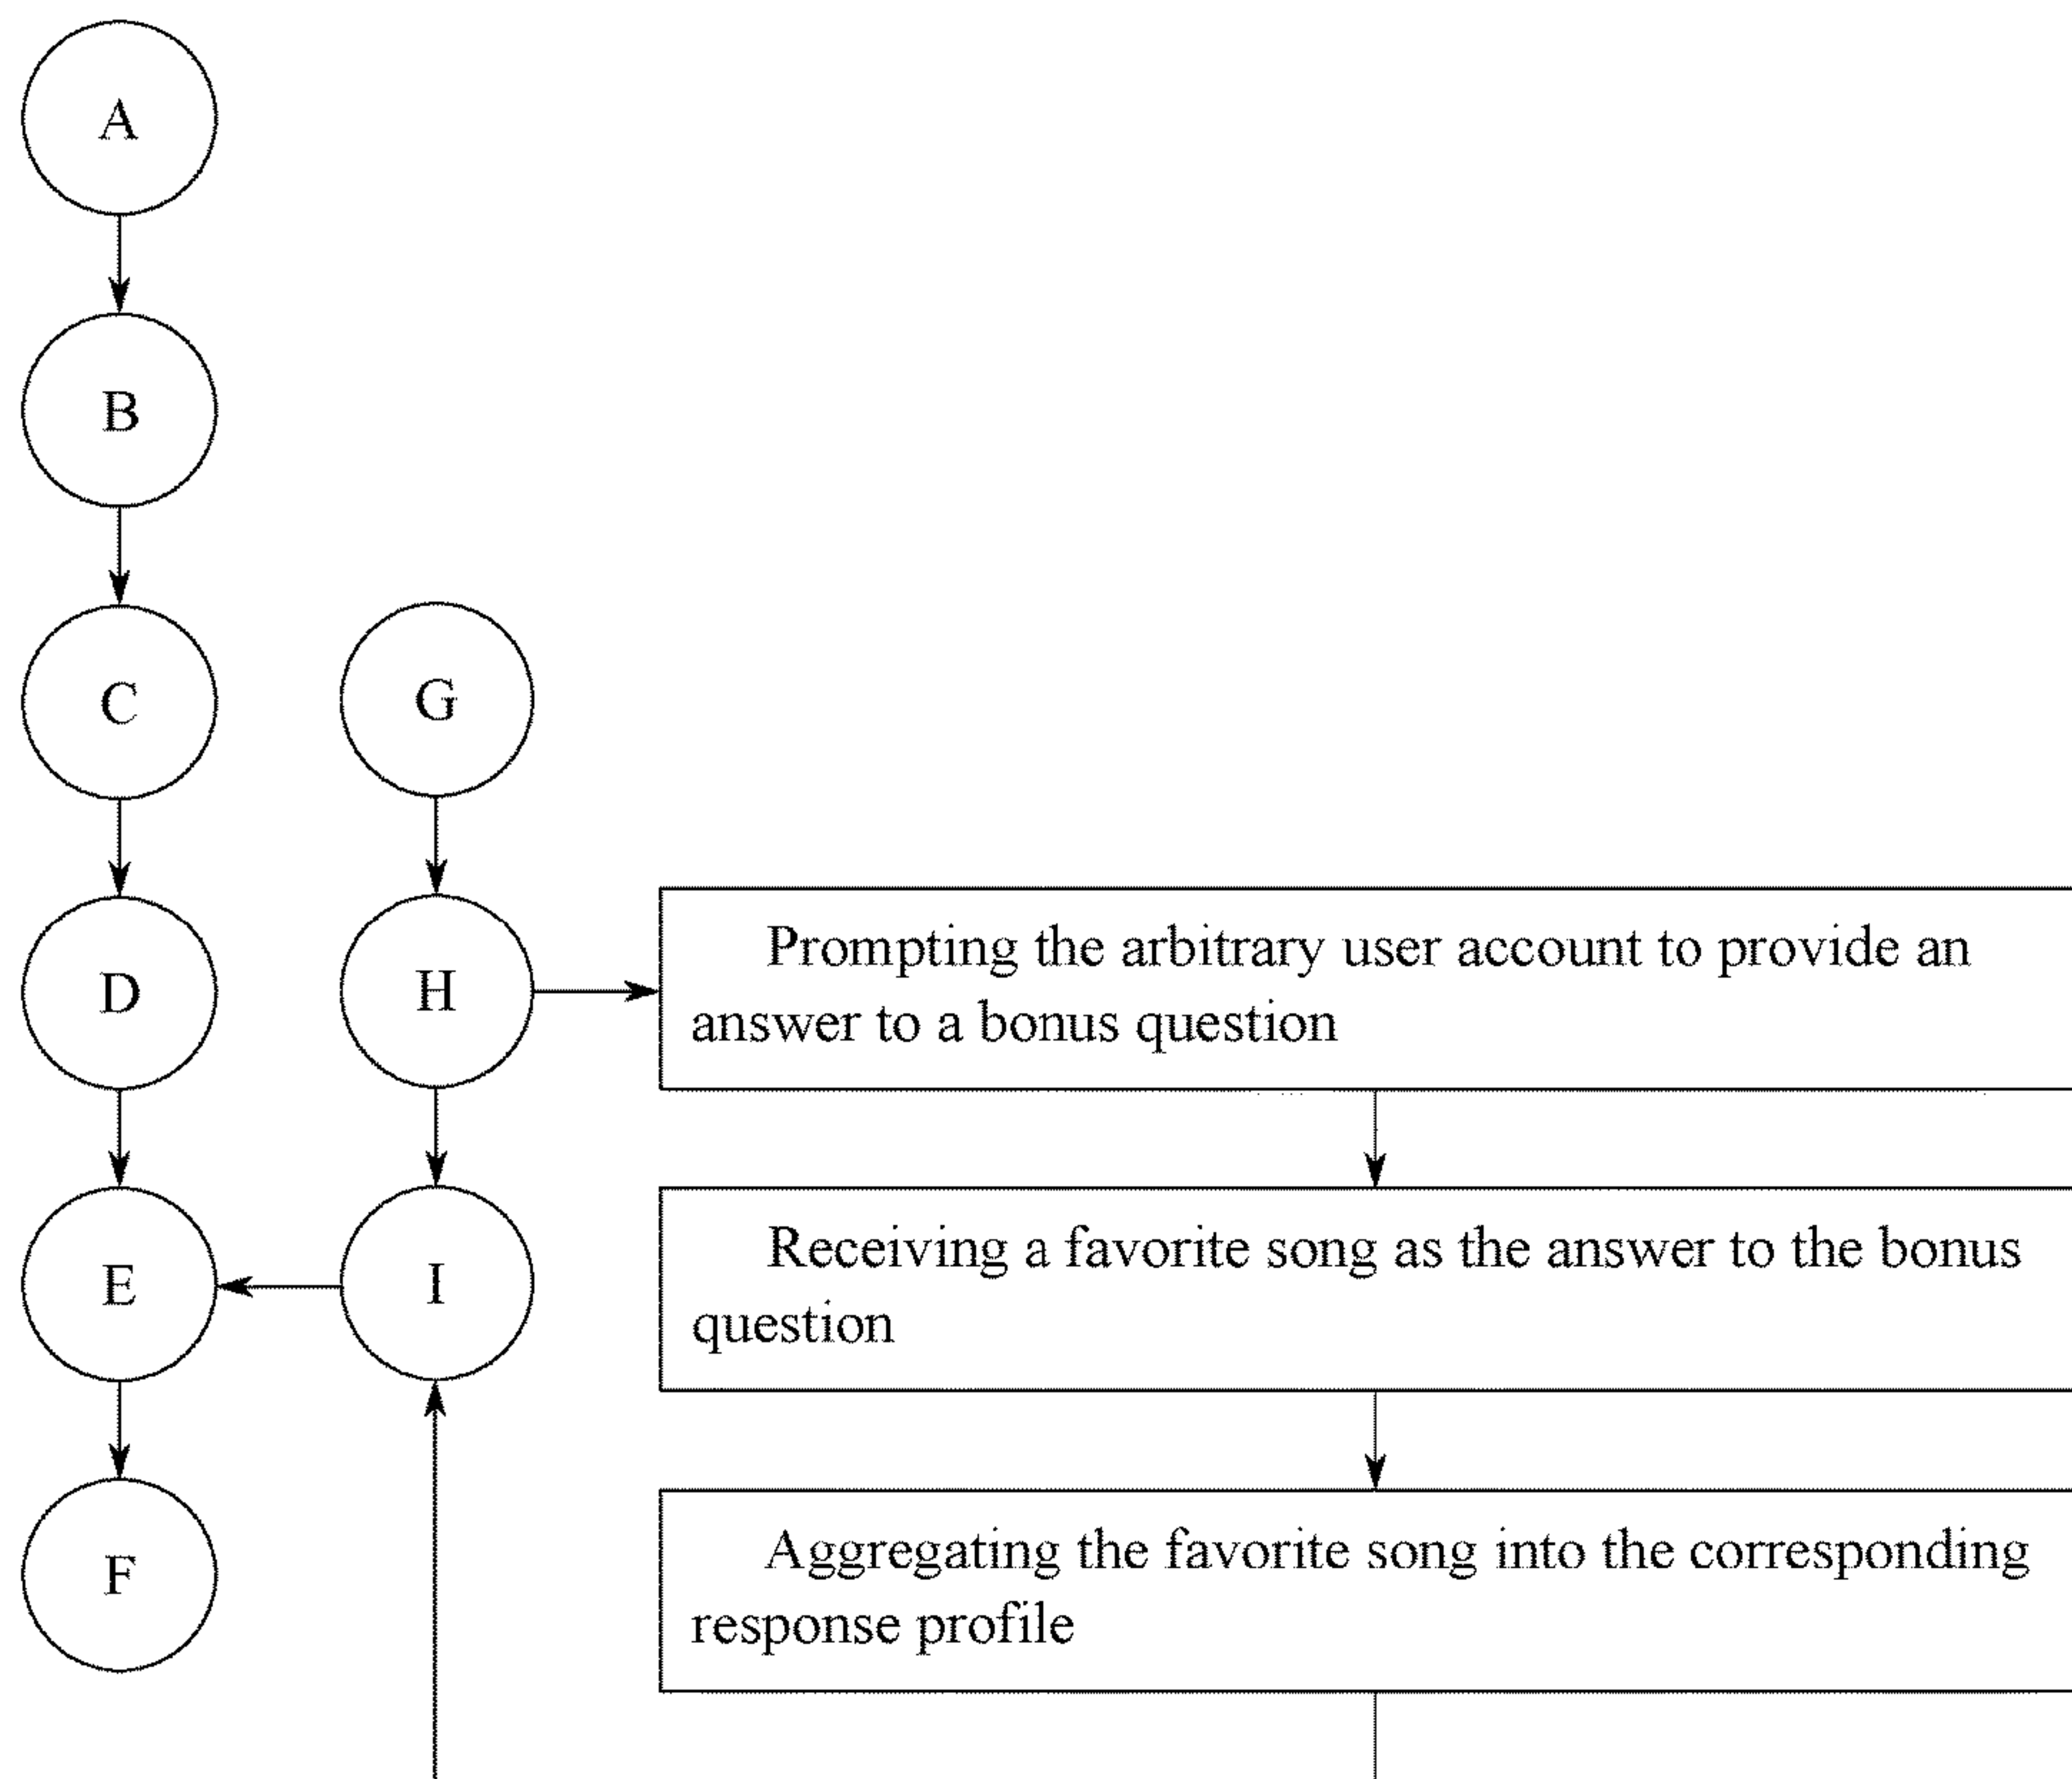 A
B
C
G
D
H
Prompting the arbitrary user account to provide an
answer to a bonus question
E
I
Receiving a favorite song as the answer to the bonus
question
F
Aggregating the favorite song into the corresponding
response profile